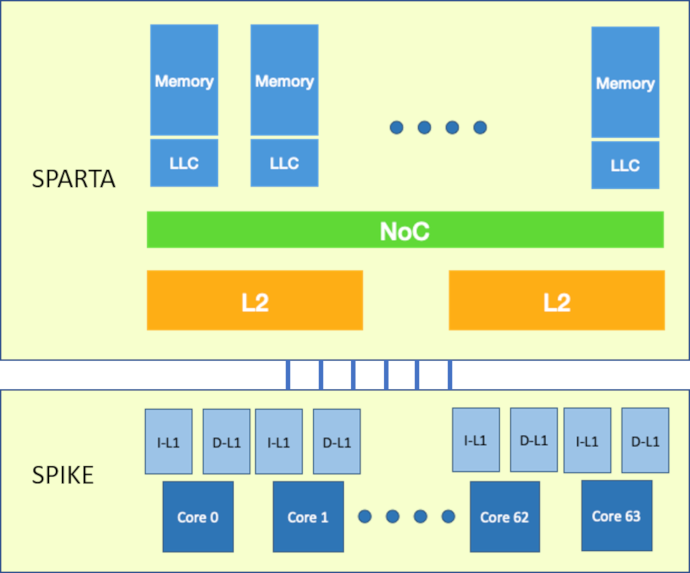 Memory Memory Memory
LLC LLC LLC
SPARTA
NoC
L2 L2
I-L1 D-L1 I-L1 D-L1 I-L1 D-L1 I-L1 D-L1
SPIKE
Core 0 Core 1 Core 62 Core 63